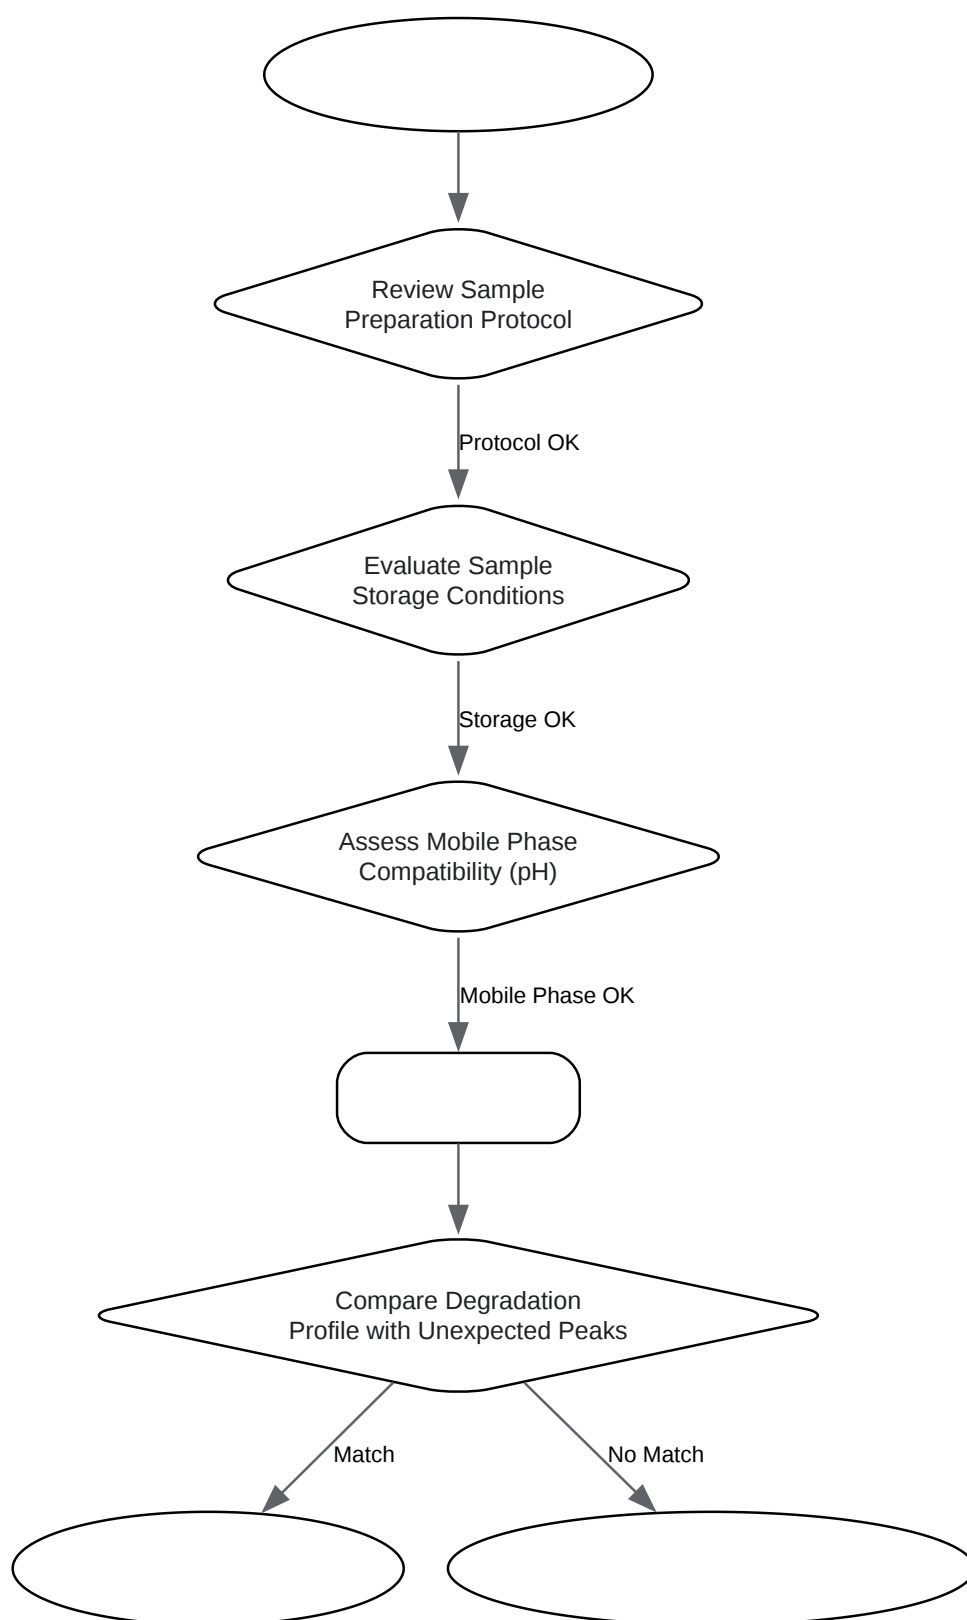 Review Sample
Preparation Protocol
Protocol OK
Evaluate Sample
Storage Conditions
Storage OK
Assess Mobile Phase
Compatibility (pH)
Mobile Phase OK
Compare Degradation
Profile with Unexpected Peaks
Match
No Match